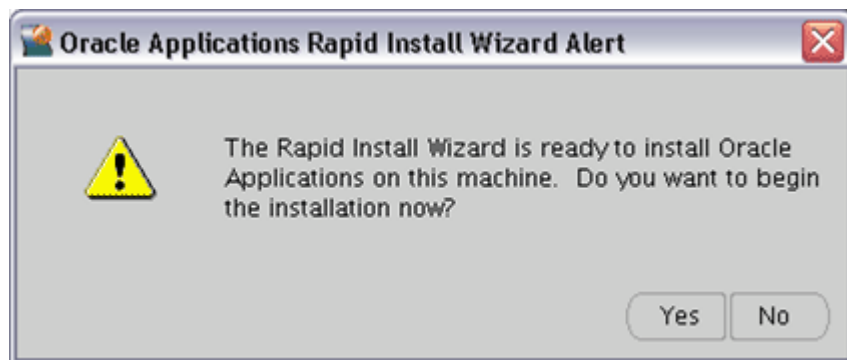 Oracle Applications Rapid Install Wizard Alert
The Rapid Install Wizard is ready to install Oracle
Applications on this machine.  Do you want to begin
the installation now?
Yes
No